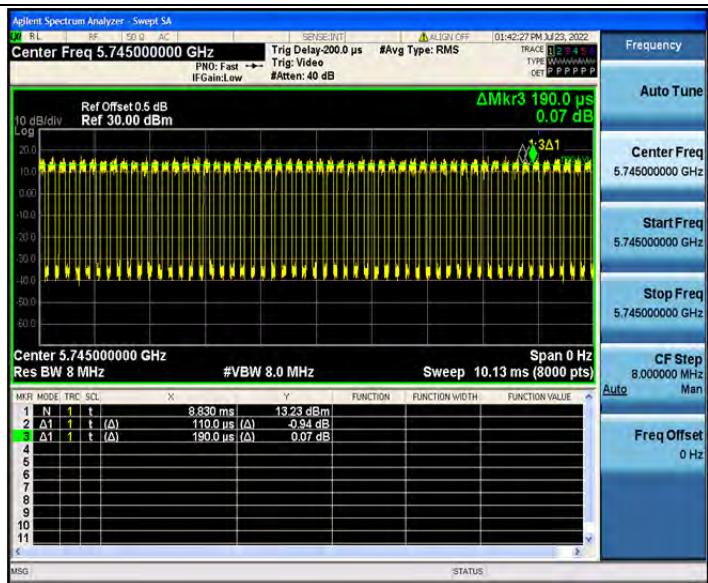 Agilent Spectrum Analyzer - Swept SA
RL RF 50 Ω AC SENSE:INT ALIGN OFF 01:42:27 PM Jul 23, 2022
Center Freq 5.745000000 GHz
PNO: Fast
IFGain:Low
Trig Delay-200.0 µs
Trig: Video
#Atten: 40 dB
#Avg Type: RMS
TRACE 1 2 3 4 5 6
TYPE W
DET P P P P P P
Frequency
Auto Tune
Center Freq
5.745000000 GHz
Start Freq
5.745000000 GHz
Stop Freq
5.745000000 GHz
CF Step
8.000000 MHz
Auto Man
Freq Offset
0 Hz
ΔMkr3 190.0 µs
0.07 dB
Ref Offset 0.5 dB
10 dB/div Ref 30.00 dBm
Log
20.0
10.0
0.00
-10.0
-20.0
-30.0
-40.0
-50.0
-60.0
3Δ1
Center 5.745000000 GHz Span 0 Hz
Res BW 8 MHz #VBW 8.0 MHz Sweep 10.13 ms (8000 pts)
MKR MODE TRC SCL X Y FUNCTION FUNCTION WIDTH FUNCTION VALUE
1 N 1 t 8.830 ms 13.23 dBm
2 Δ1 1 t (Δ) 110.0 µs (Δ) -0.94 dB
3 Δ1 1 t (Δ) 190.0 µs (Δ) 0.07 dB
4
5
6
7
8
9
10
11
MSG STATUS